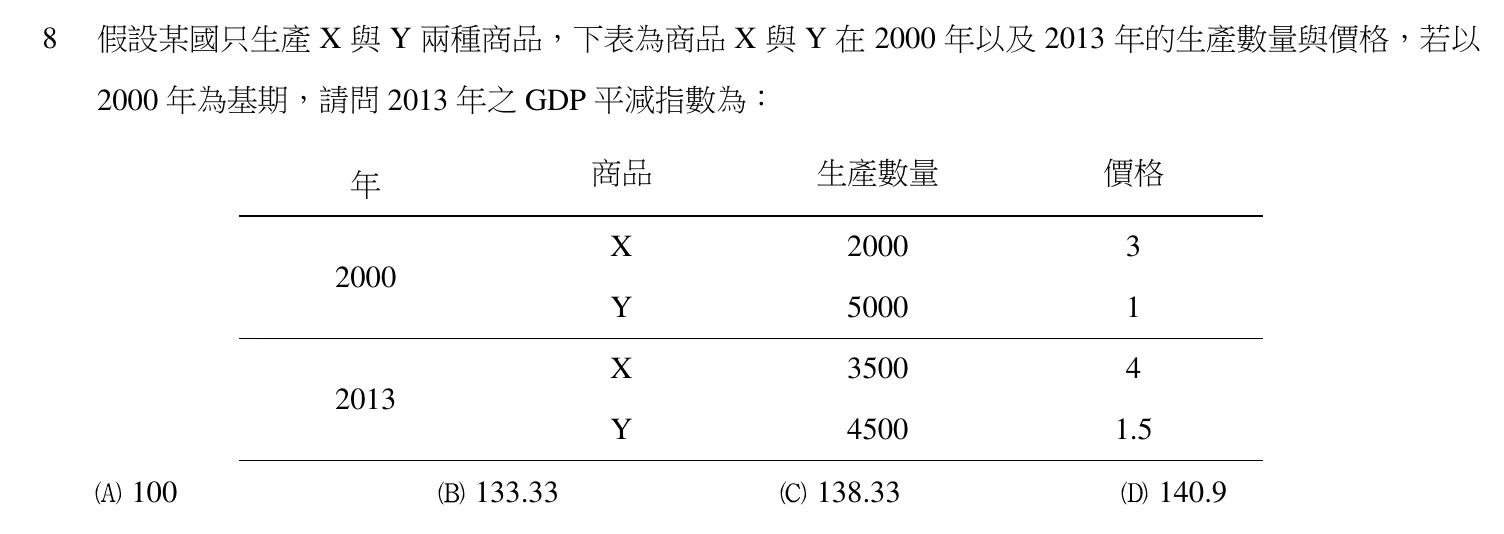 8 假設某國只生產 X 與 Y 兩種商品，下表為商品 X 與 Y 在 2000 年以及 2013 年的生產數量與價格，若以
2000 年為基期，請問 2013 年之 GDP 平減指數為：
年 商品 生產數量 價格
2000 X 2000 3
Y 5000 1
2013 X 3500 4
Y 4500 1.5
(A) 100 (B) 133.33 (C) 138.33 (D) 140.9